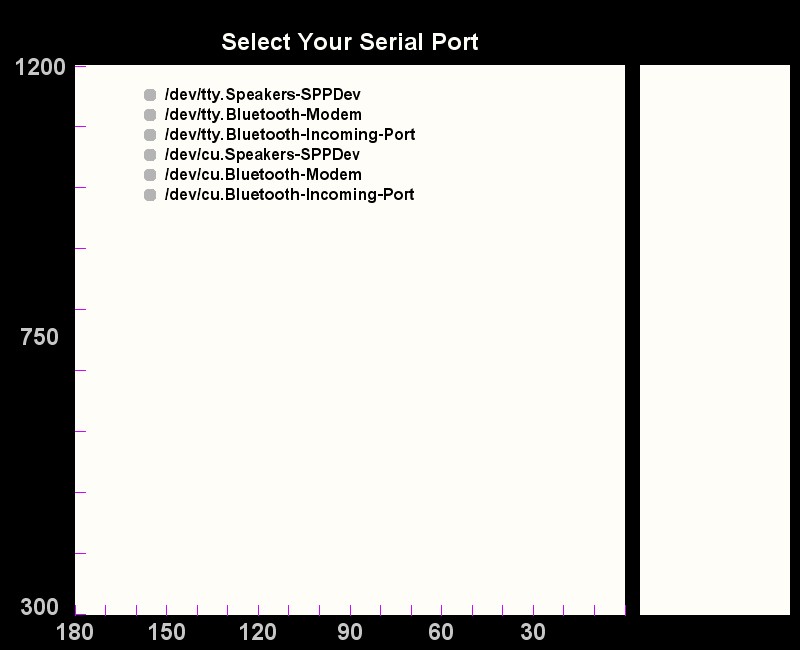 Select Your Serial Port
1200
/dev/tty.Speakers-SPPDev
/dev/tty.Bluetooth-Modem
/dev/tty.Bluetooth-Incoming-Port
/dev/cu.Speakers-SPPDev
/dev/cu.Bluetooth-Modem
/dev/cu.Bluetooth-Incoming-Port
750
300
180 150 120 90 60 30